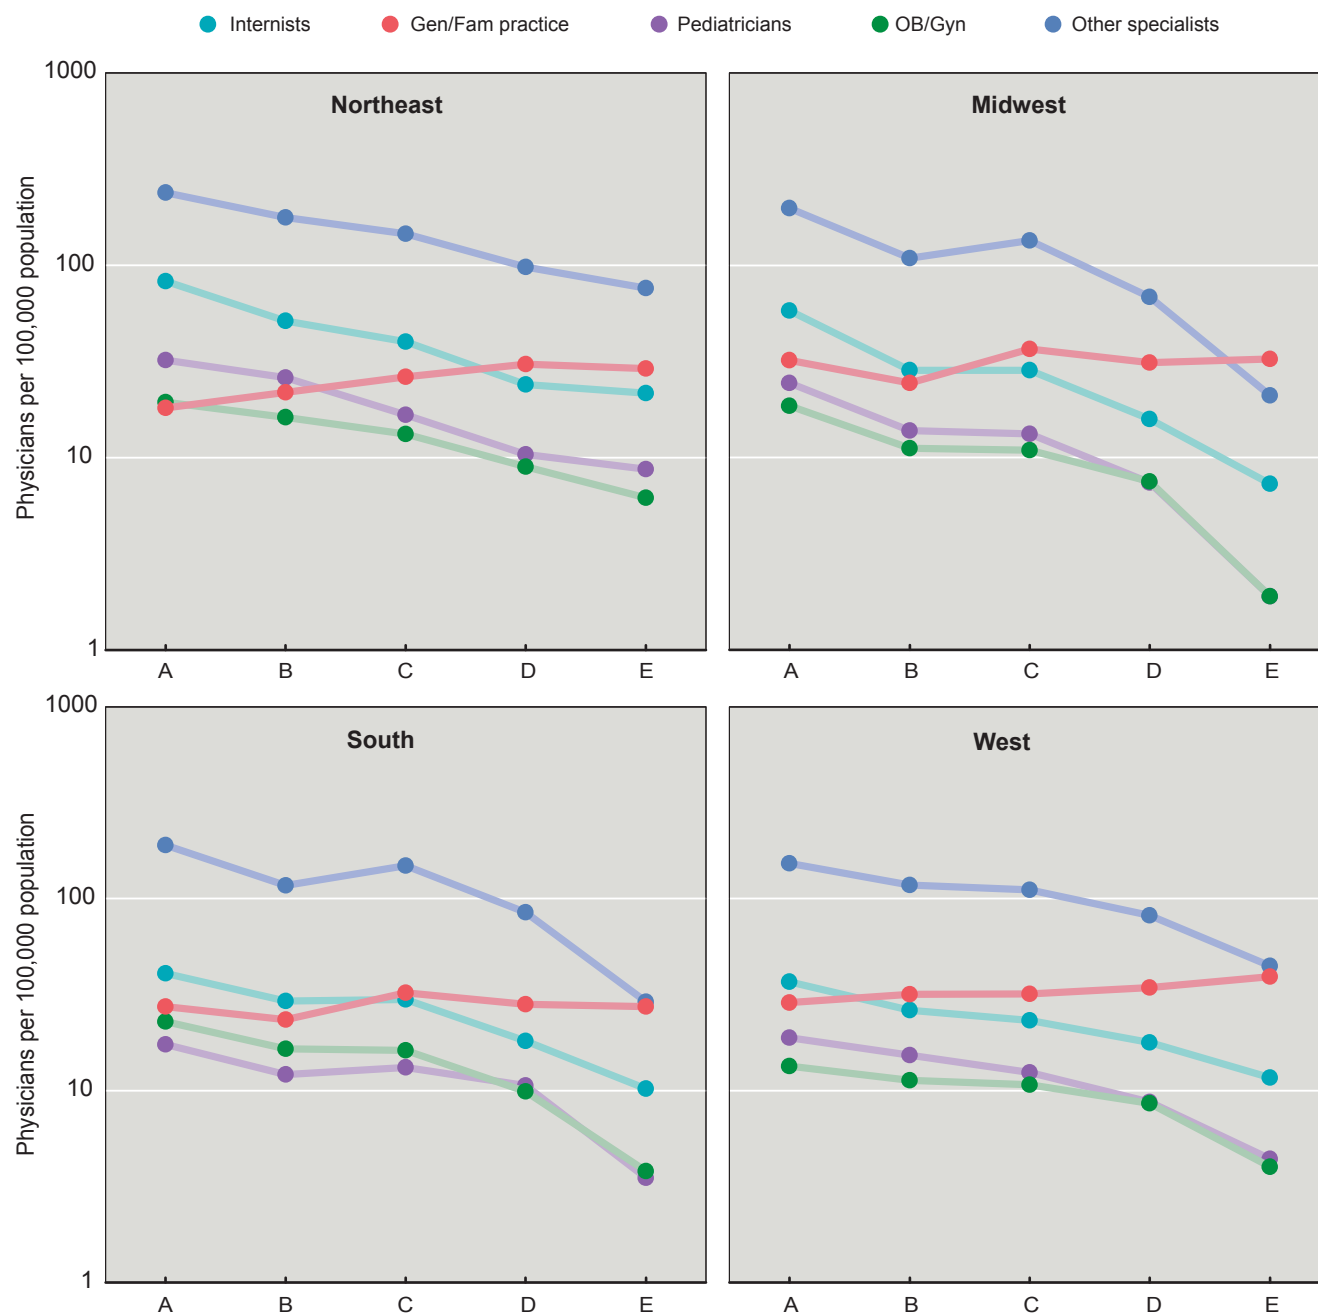 Internists Gen/Fam practice Pediatricians OB/Gyn Other specialists
Northeast
1000
100
10
1
Physicians per 100,000 population
A B C D E
Midwest
A B C D E
South
1000
100
10
1
Physicians per 100,000 population
A B C D E
West
A B C D E